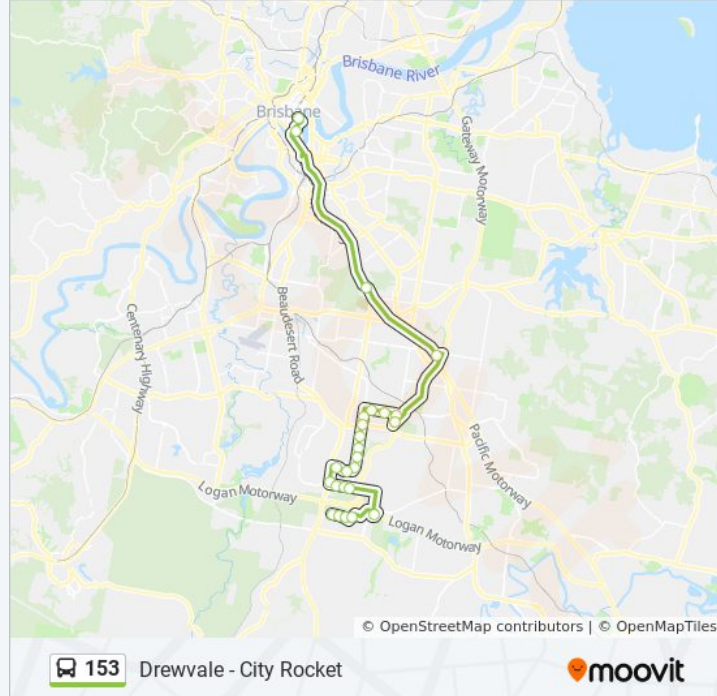 Brisbane River
Brisbane
Gateway Motorway
Centenary Highway
Beaudesert Road
Pacific Motorway
Logan Motorway
Logan Motorway
© OpenStreetMap contributors | © OpenMapTiles
153 Drewvale - City Rocket
moovit